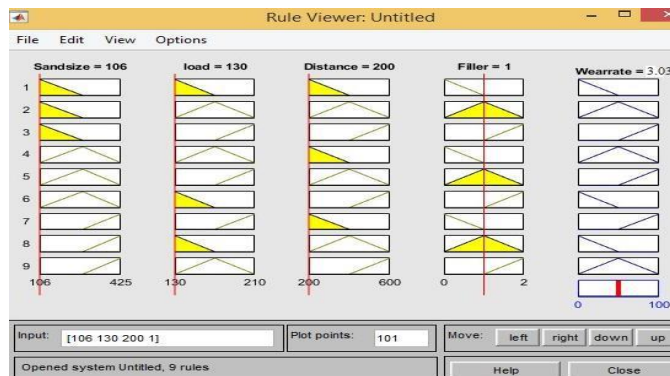 Rule Viewer: Untitled
File Edit View Options
Sandsize = 106 load = 130 Distance = 200 Filler = 1 Wearrate = 3.03
1
2
3
4
5
6
7
8
9
106 425 130 210 200 600 0 2
0 100
Input: [106 130 200 1] Plot points: 101 Move: left right down up
Opened system Untitled, 9 rules Help Close